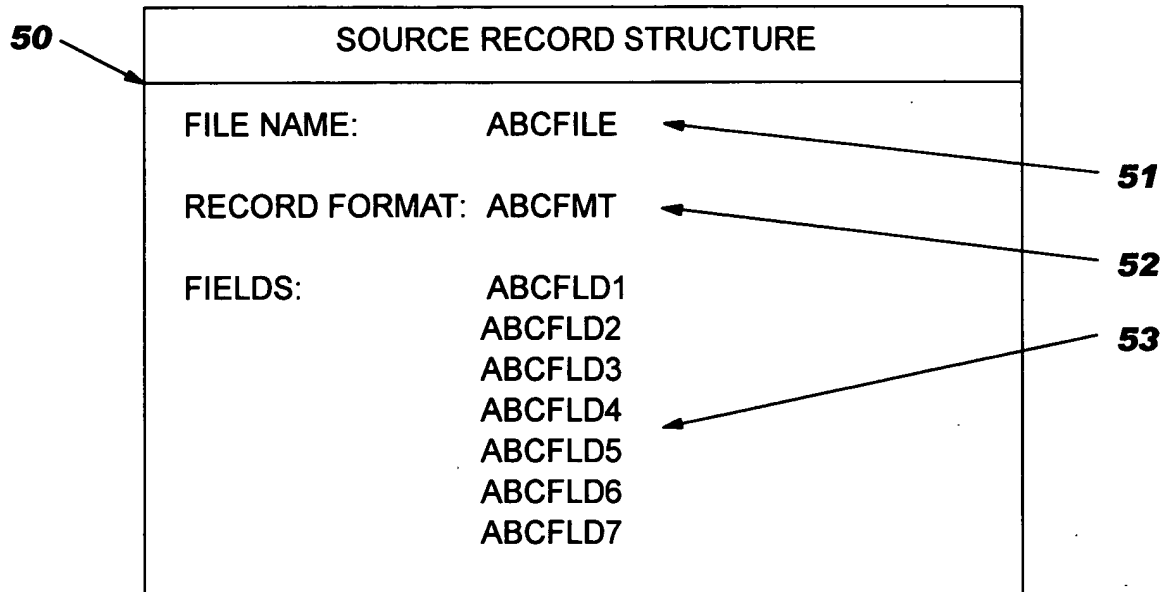 50
SOURCE RECORD STRUCTURE
FILE NAME: ABCFILE
51
RECORD FORMAT: ABCFMT
52
FIELDS: ABCFLD1
ABCFLD2
53
ABCFLD3
ABCFLD4
ABCFLD5
ABCFLD6
ABCFLD7